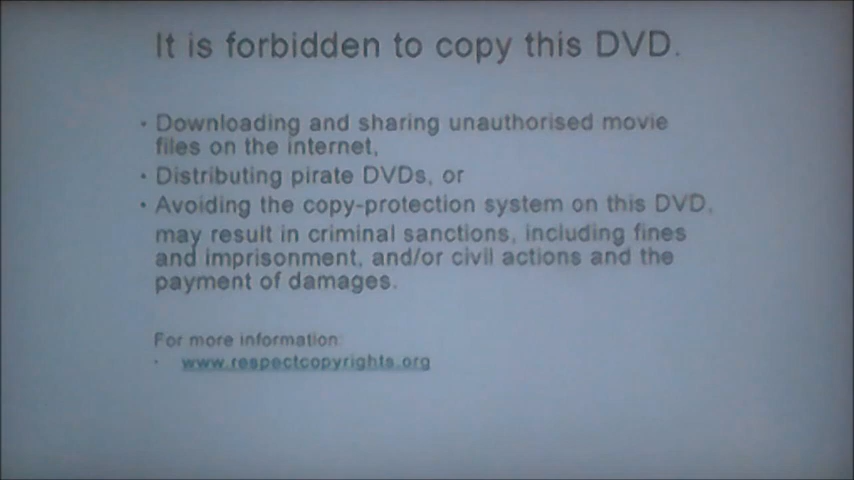 It is forbidden to copy this DVD.
• Downloading and sharing unauthorised movie
files on the internet,
• Distributing pirate DVDs, or
• Avoiding the copy-protection system on this DVD,
may result in criminal sanctions, including fines
and imprisonment, and/or civil actions and the
payment of damages.
For more information:
• www.respectcopyrights.org